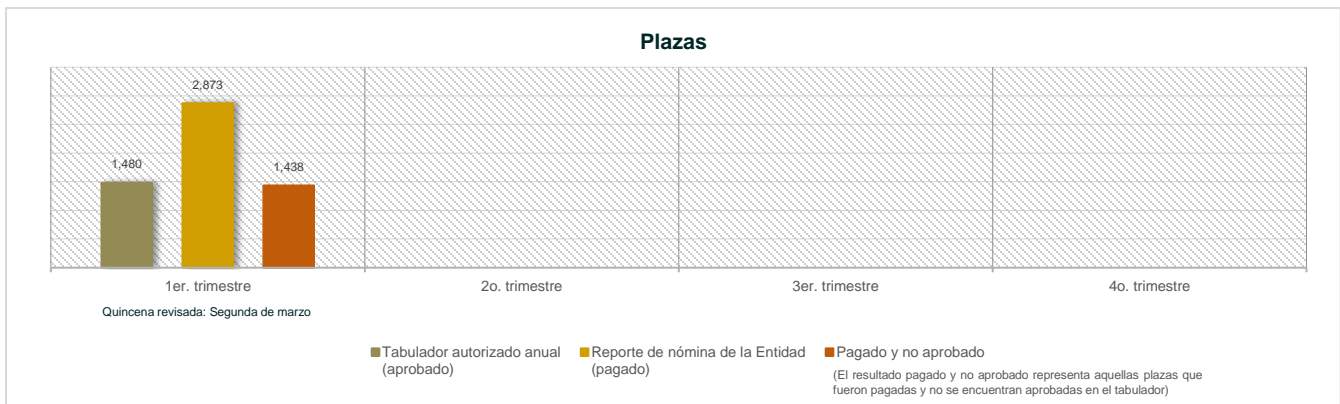 Plazas
2,873
1,480
1,438
1er. trimestre
2o. trimestre
3er. trimestre
4o. trimestre
Quincena revisada: Segunda de marzo
Tabulador autorizado anual
(aprobado)
Reporte de nómina de la Entidad
(pagado)
Pagado y no aprobado
(El resultado pagado y no aprobado representa aquellas plazas que
fueron pagadas y no se encuentran aprobadas en el tabulador)